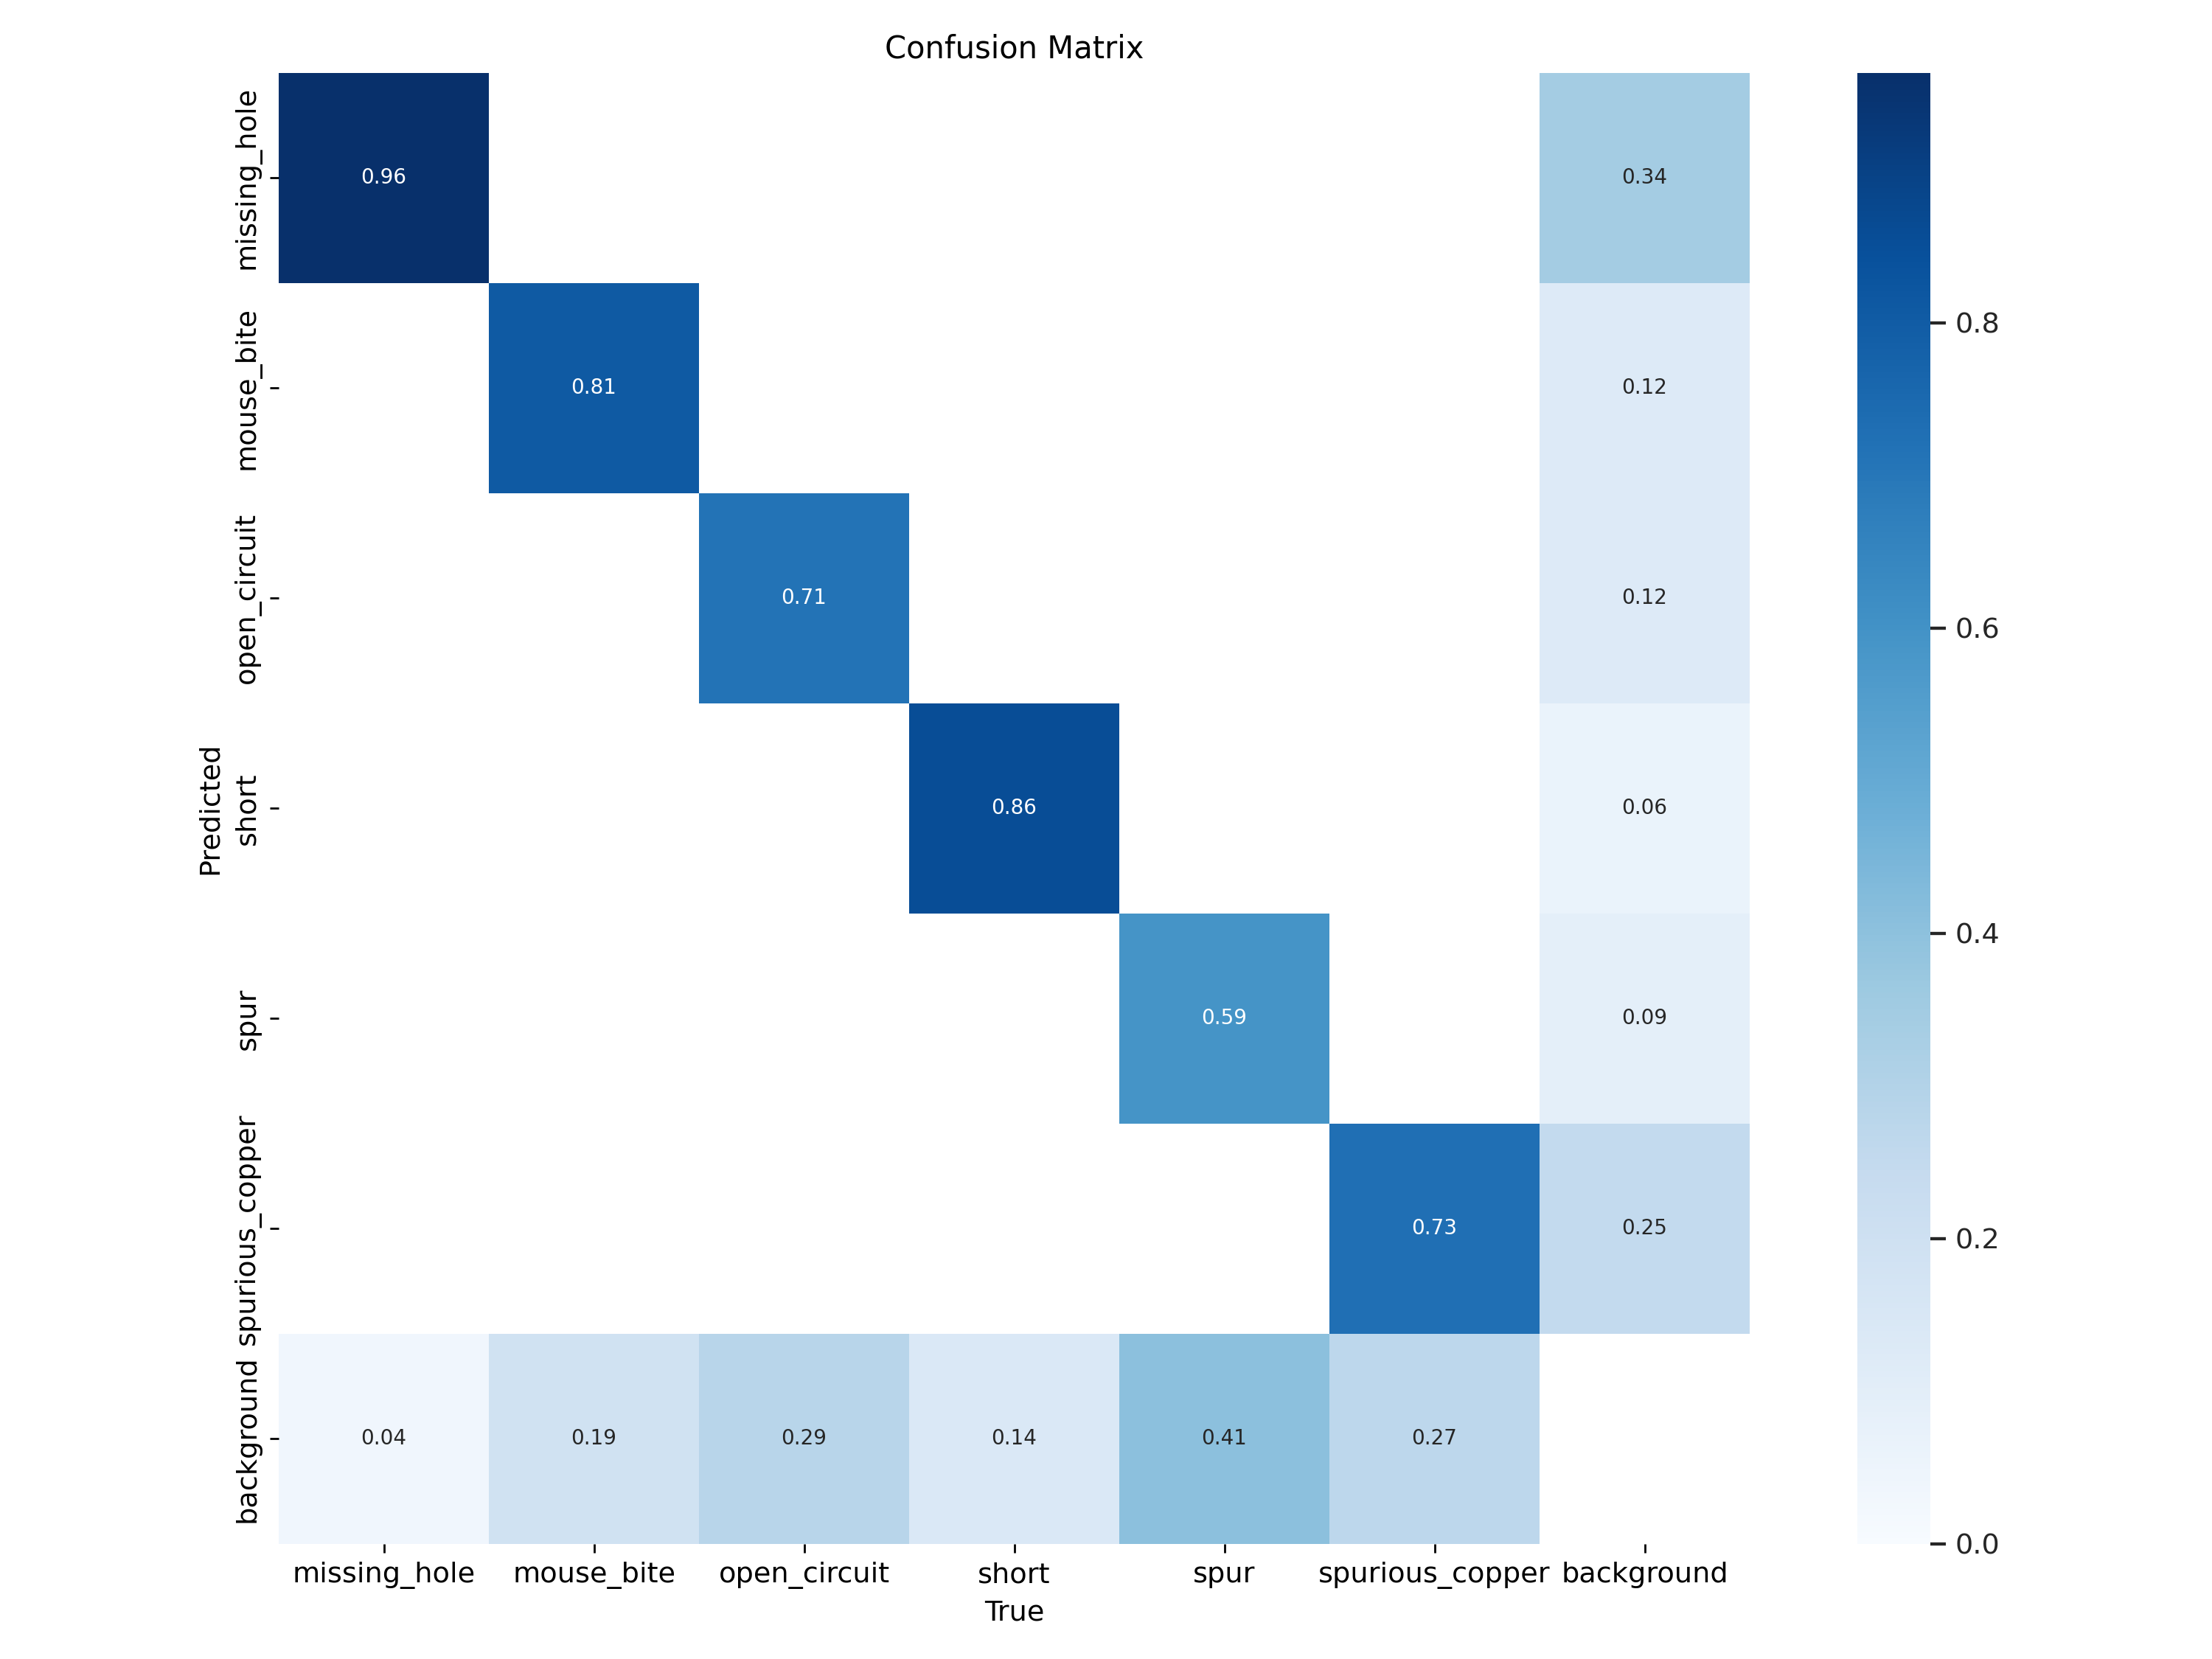 Confusion Matrix
missing_hole
0.96
0.34
mouse_bite
0.81
0.12
0.8
open_circuit
0.71
0.12
0.6
Predicted
short
0.86
0.06
0.4
spur
0.59
0.09
spurious_copper
0.73
0.25
0.2
background
0.04 0.19 0.29 0.14 0.41 0.27
0.0
missing_hole mouse_bite open_circuit short spur spurious_copper background
True